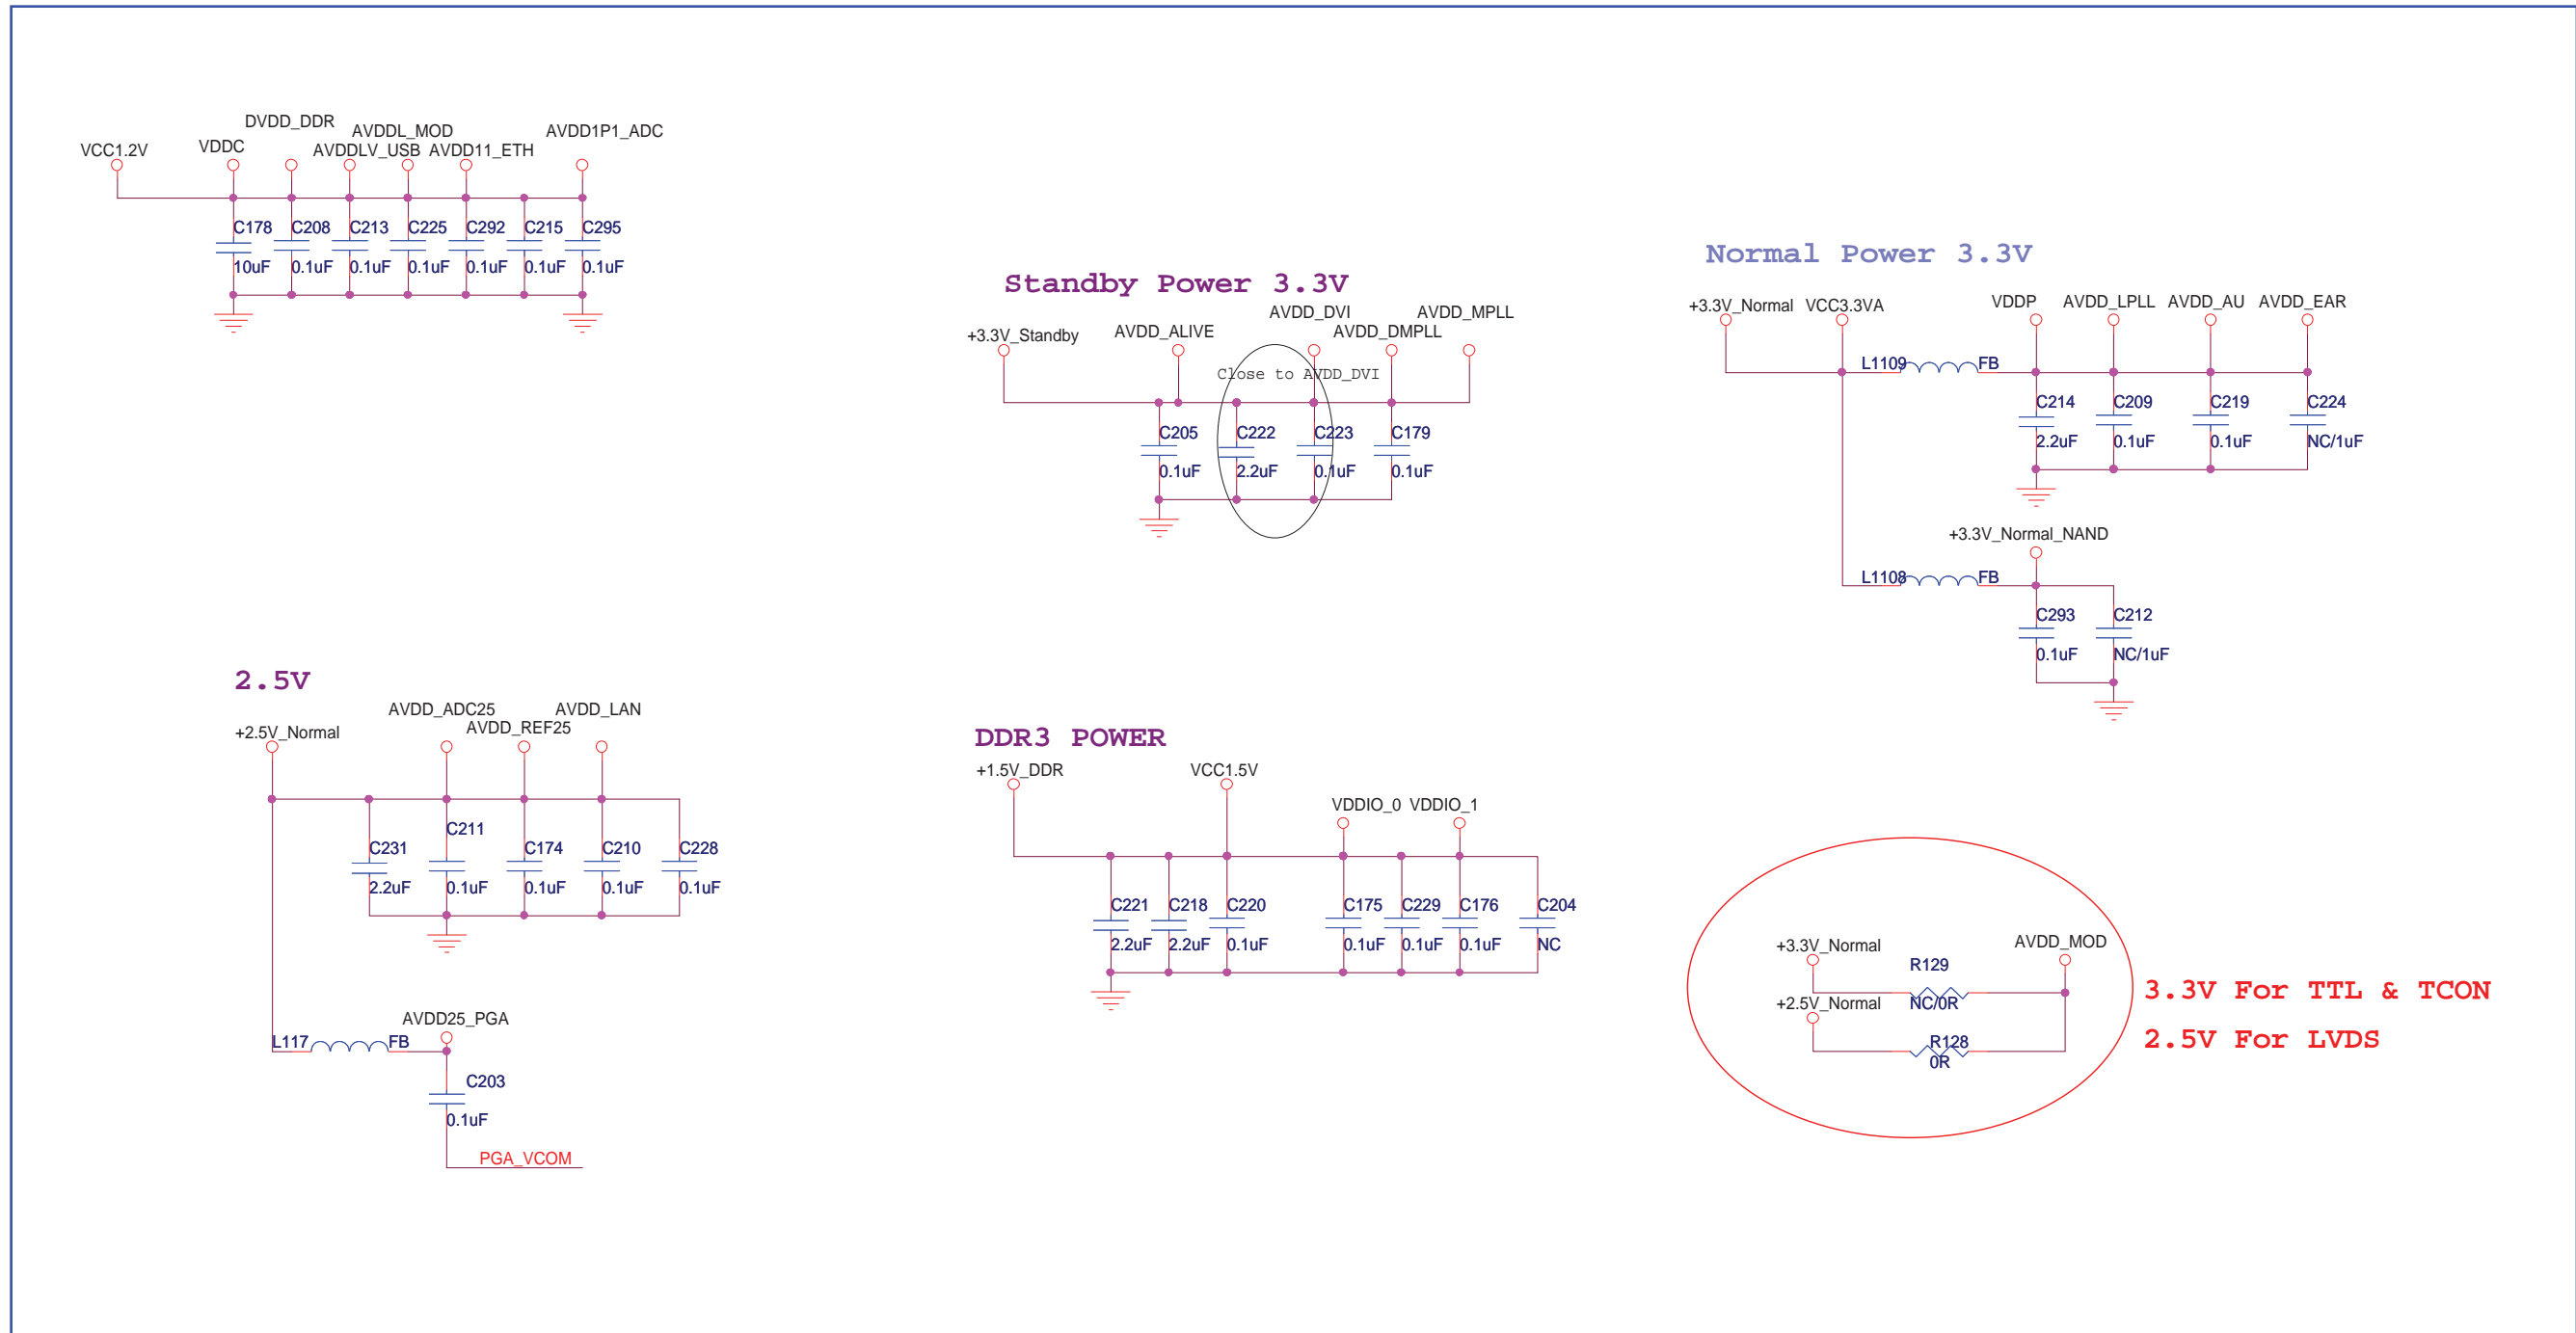 DVDD_DDR
AVDDL_MOD
AVDD1P1_ADC
VCC1.2V
VDDC
AVDDLV_USB
AVDD11_ETH
C178
C208
C213
C225
C292
C215
C295
10uF
0.1uF
0.1uF
0.1uF
0.1uF
0.1uF
0.1uF
Standby Power 3.3V
AVDD_DVI
AVDD_MPLL
+3.3V_Standby
AVDD_ALIVE
AVDD_DMPLL
Close to AVDD_DVI
C205
C222
C223
C179
0.1uF
2.2uF
0.1uF
0.1uF
Normal Power 3.3V
+3.3V_Normal
VCC3.3VA
VDDP
AVDD_LPLL
AVDD_AU
AVDD_EAR
L1109
FB
C214
C209
C219
C224
2.2uF
0.1uF
0.1uF
NC/1uF
+3.3V_Normal_NAND
L1108
FB
C293
C212
0.1uF
NC/1uF
2.5V
AVDD_ADC25
AVDD_LAN
+2.5V_Normal
AVDD_REF25
C211
C231
C174
C210
C228
2.2uF
0.1uF
0.1uF
0.1uF
0.1uF
AVDD25_PGA
L117
FB
C203
0.1uF
PGA_VCOM
DDR3 POWER
+1.5V_DDR
VCC1.5V
VDDIO_0
VDDIO_1
C221
C218
C220
C175
C229
C176
C204
2.2uF
2.2uF
0.1uF
0.1uF
0.1uF
0.1uF
NC
+3.3V_Normal
AVDD_MOD
R129
NC/0R
+2.5V_Normal
R128
0R
3.3V For TTL & TCON
2.5V For LVDS